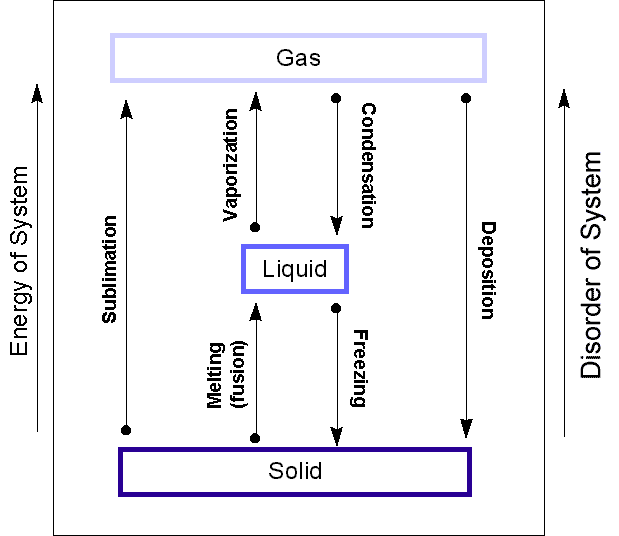 Gas
Energy of System
Sublimation
Vaporization
Condensation
Deposition
Disorder of System
Liquid
Melting
(fusion)
Freezing
Solid